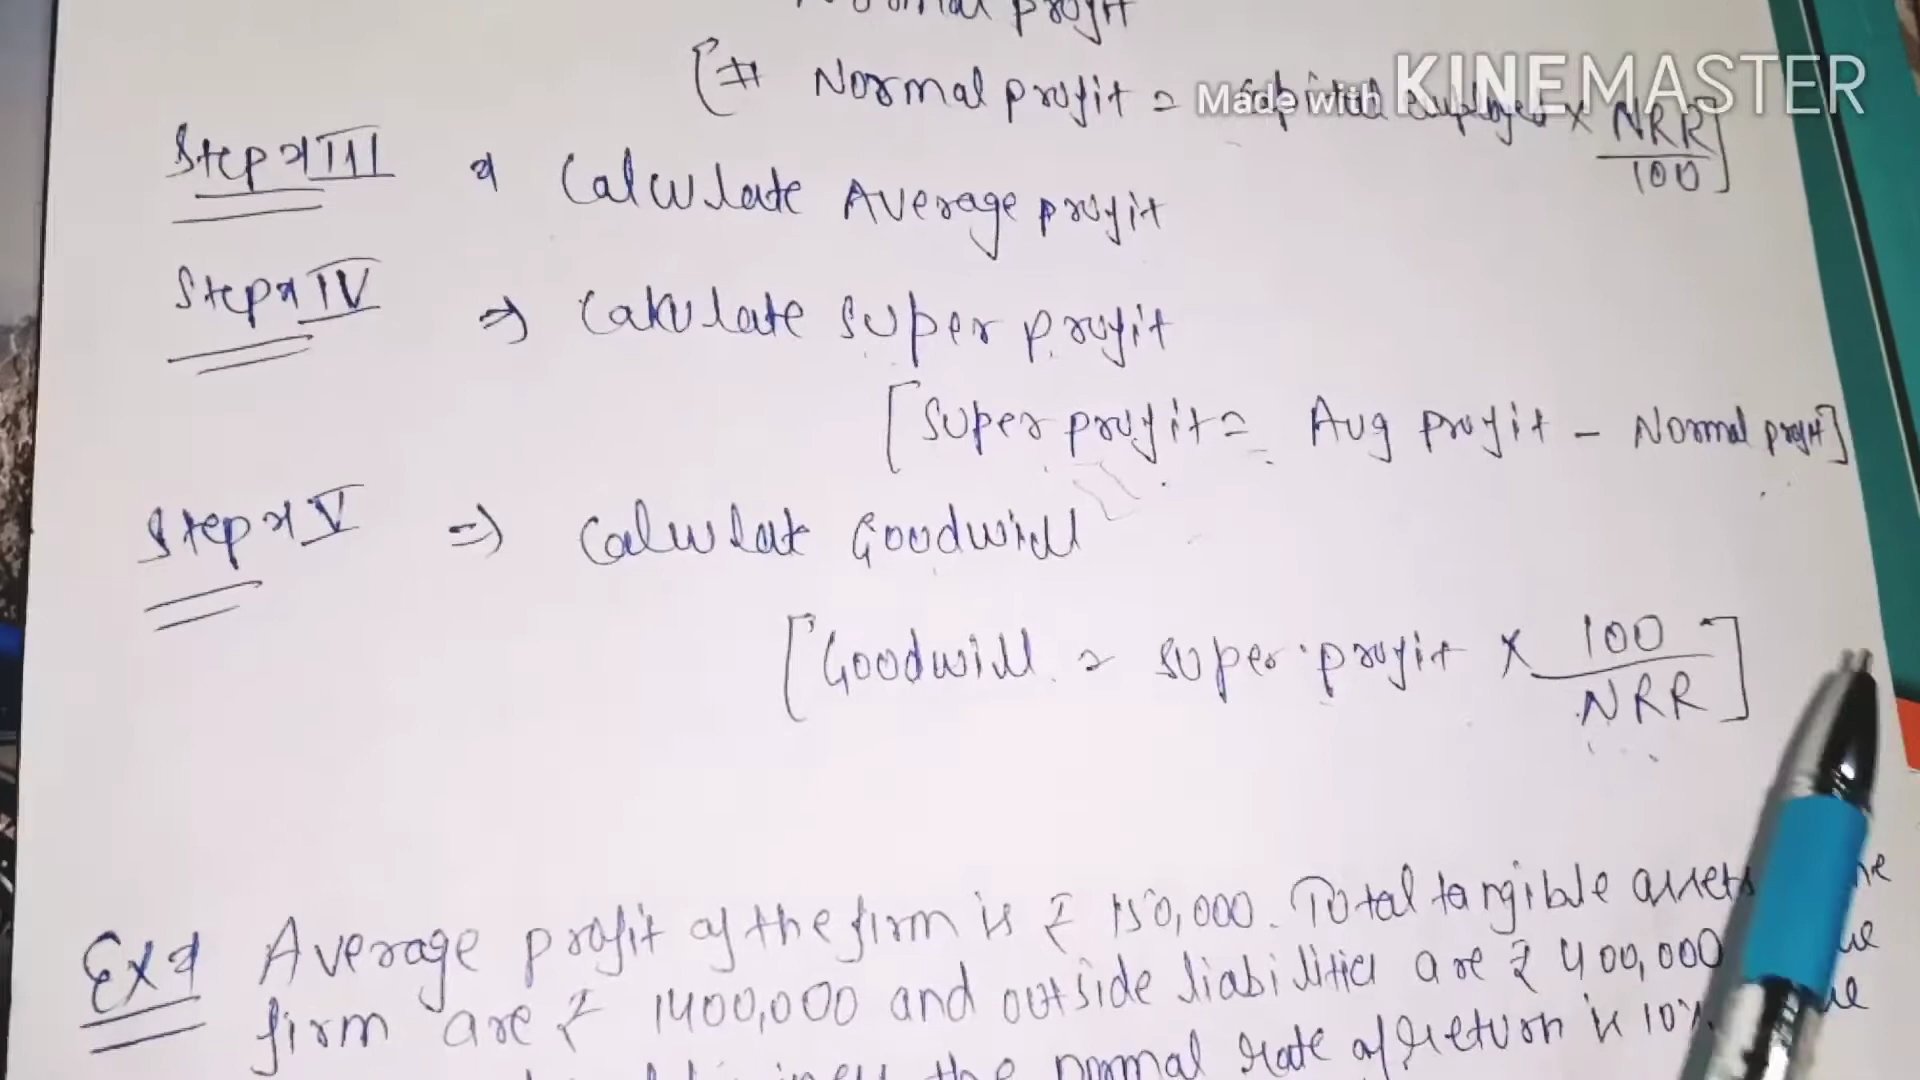 Normal profit
[# Normal profit = Capital employed × NRR/100]
Made with KINEMASTER
Step III Calculate Average profit
Step IV ⇒ Calculate Super profit
[Super profit = Avg profit - Normal profit]
Step V ⇒ Calculate Goodwill
[Goodwill = super profit × 100/NRR]
Ex Average profit of the firm is ₹ 150,000. Total tangible assets
firm are ₹ 1400,000 and outside liabilities are ₹ 400,000
the normal rate of return is 10%